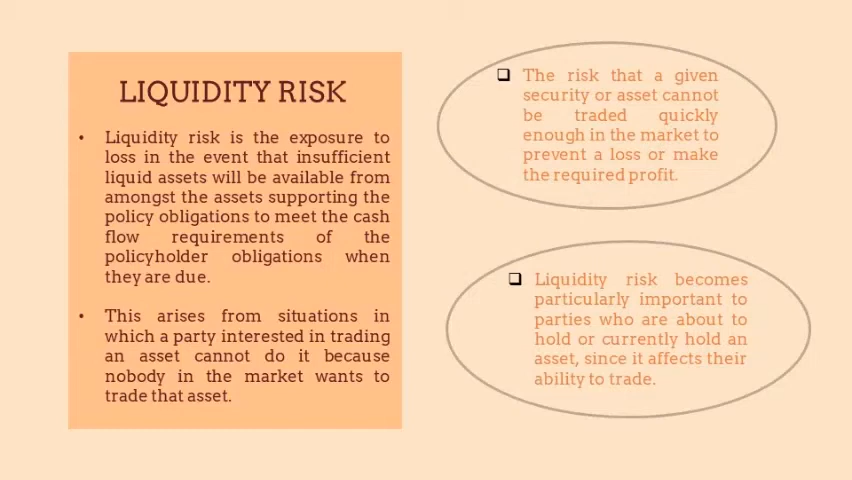 LIQUIDITY RISK
• Liquidity risk is the exposure to
loss in the event that insufficient
liquid assets will be available from
amongst the assets supporting the
policy obligations to meet the cash
flow requirements of the
policyholder obligations when
they are due.
• This arises from situations in
which a party interested in trading
an asset cannot do it because
nobody in the market wants to
trade that asset.
❑ The risk that a given
security or asset cannot
be traded quickly
enough in the market to
prevent a loss or make
the required profit.
❑ Liquidity risk becomes
particularly important to
parties who are about to
hold or currently hold an
asset, since it affects their
ability to trade.